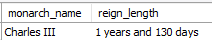 monarch_name reign_length
Charles III 1 years and 130 days